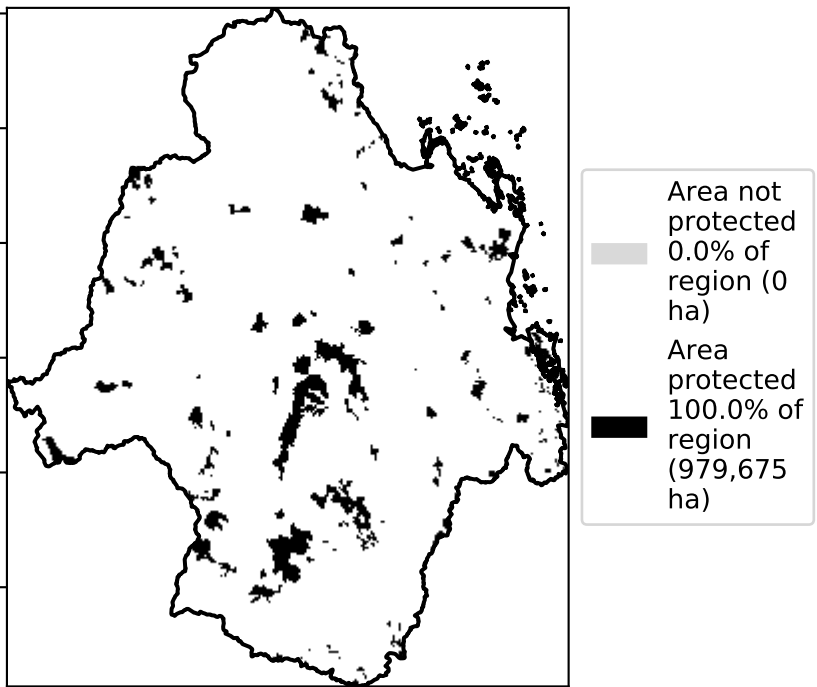 Area not
protected
0.0% of
region (0
ha)
Area
protected
100.0% of
region
(979,675
ha)